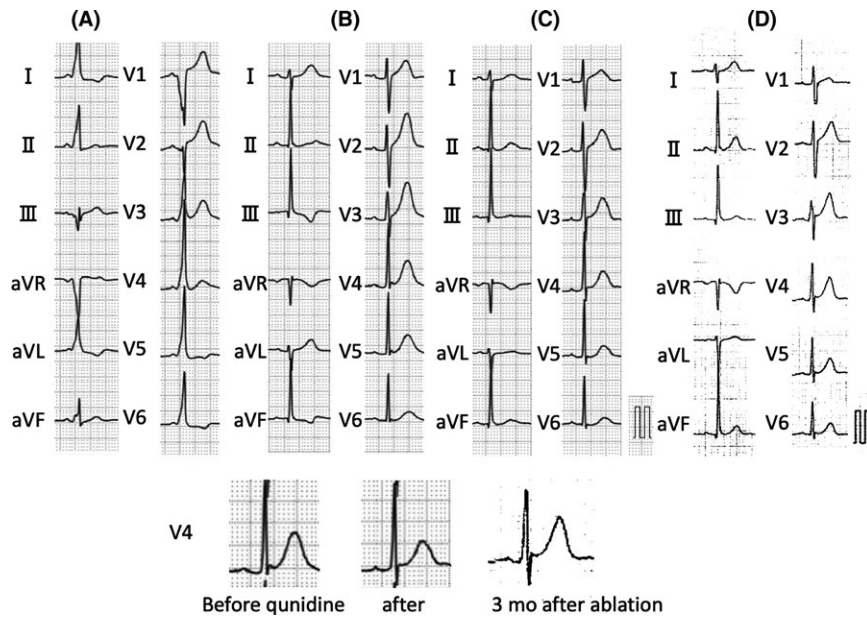 (A) (B) (C) (D)
I V1 I V1 I V1 I V1
II V2 II V2 II V2 II V2
III V3 III V3 III V3 III V3
aVR V4 aVR V4 aVR V4 aVR V4
aVL V5 aVL V5 aVL V5 aVL V5
aVF V6 aVF V6 aVF V6 aVF V6
V4
Before qunidine after 3 mo after ablation